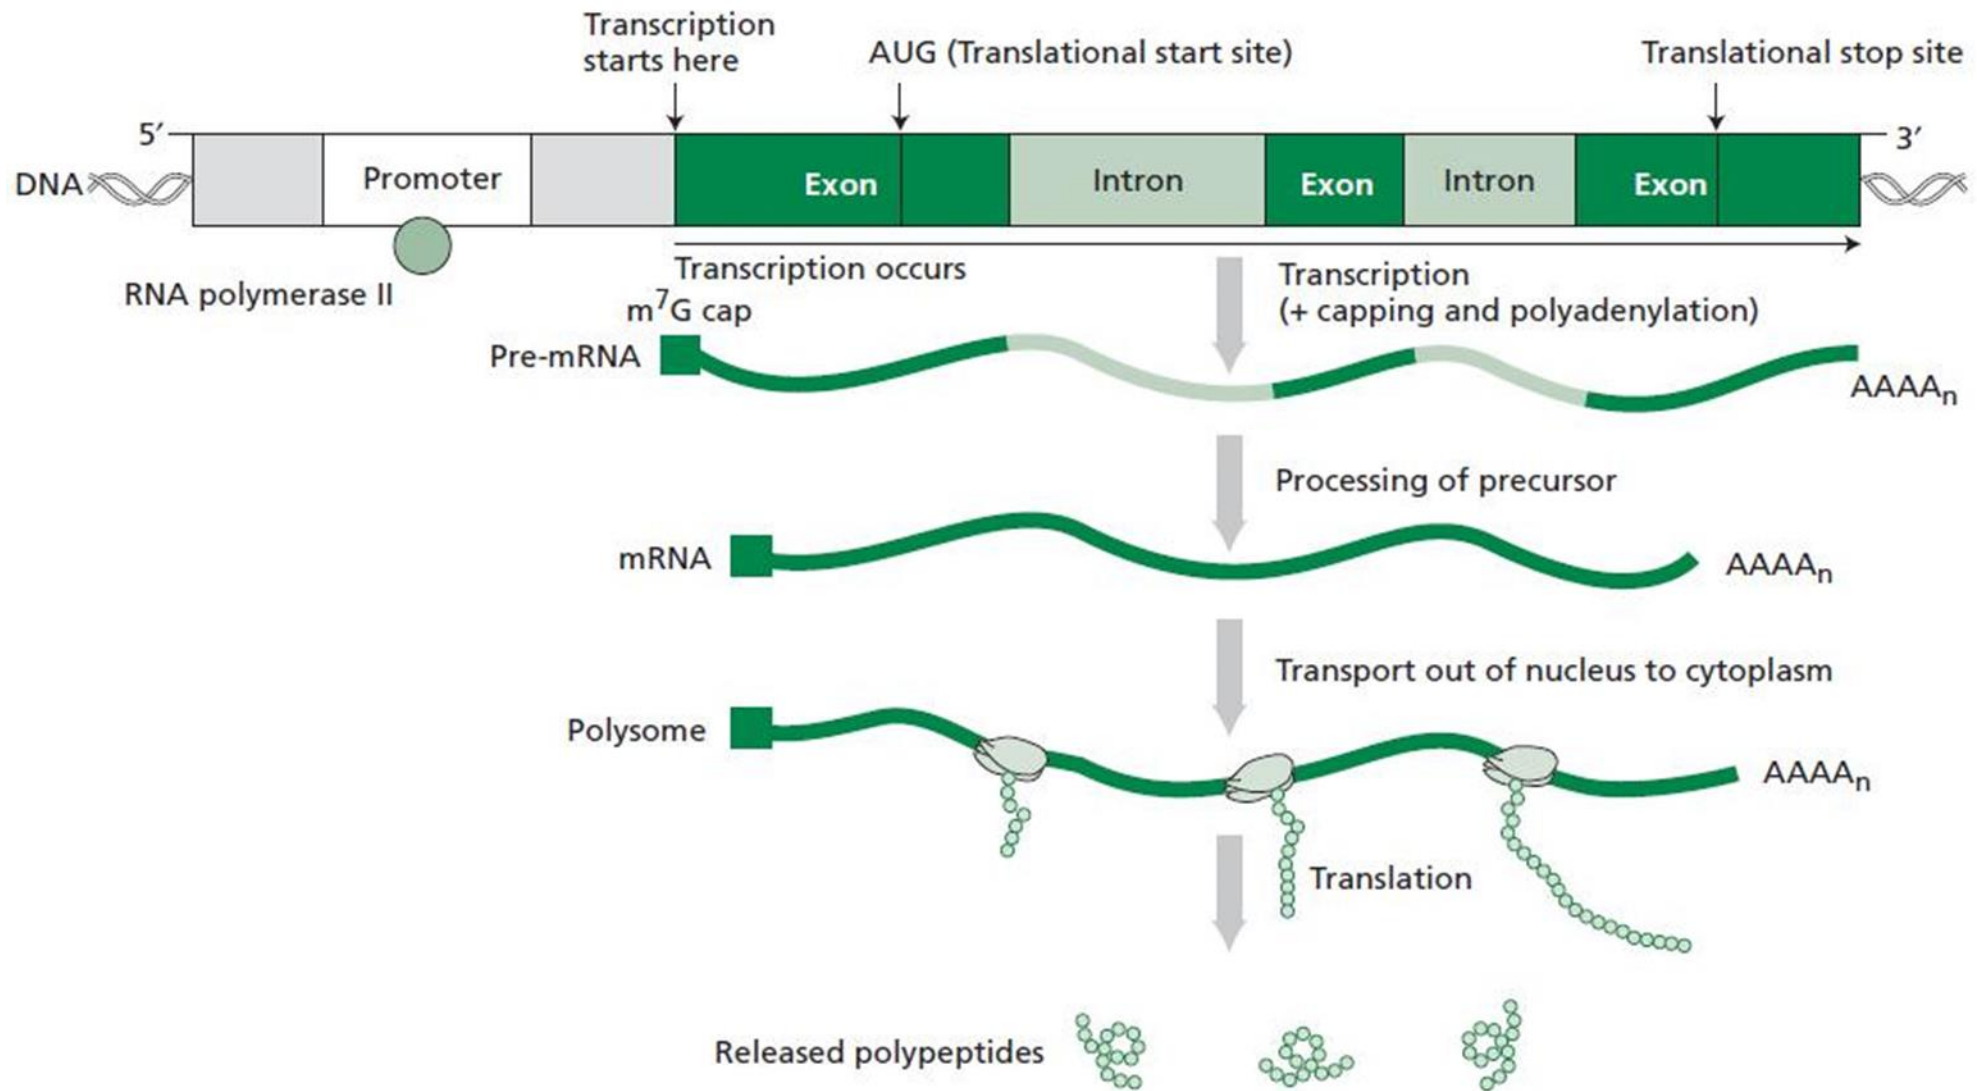 Transcription
starts here
AUG (Translational start site)
Translational stop site
5′
3′
DNA
Promoter
Exon
Intron
Exon
Intron
Exon
RNA polymerase II
Transcription occurs
Transcription
(+ capping and polyadenylation)
m⁷G cap
Pre-mRNA
AAAAₙ
Processing of precursor
mRNA
AAAAₙ
Transport out of nucleus to cytoplasm
Polysome
AAAAₙ
Translation
Released polypeptides